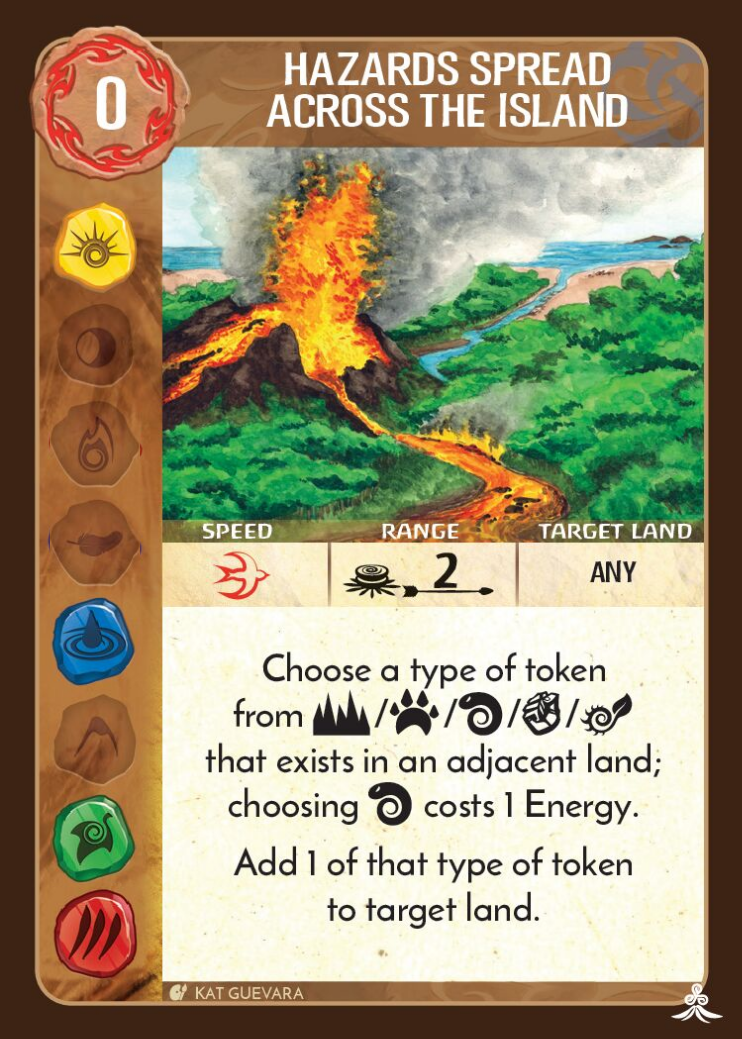 0
HAZARDS SPREAD
ACROSS THE ISLAND
SPEED RANGE TARGET LAND
2 ANY
Choose a type of token
from / / / /
that exists in an adjacent land;
choosing costs 1 Energy.
Add 1 of that type of token
to target land.
KAT GUEVARA